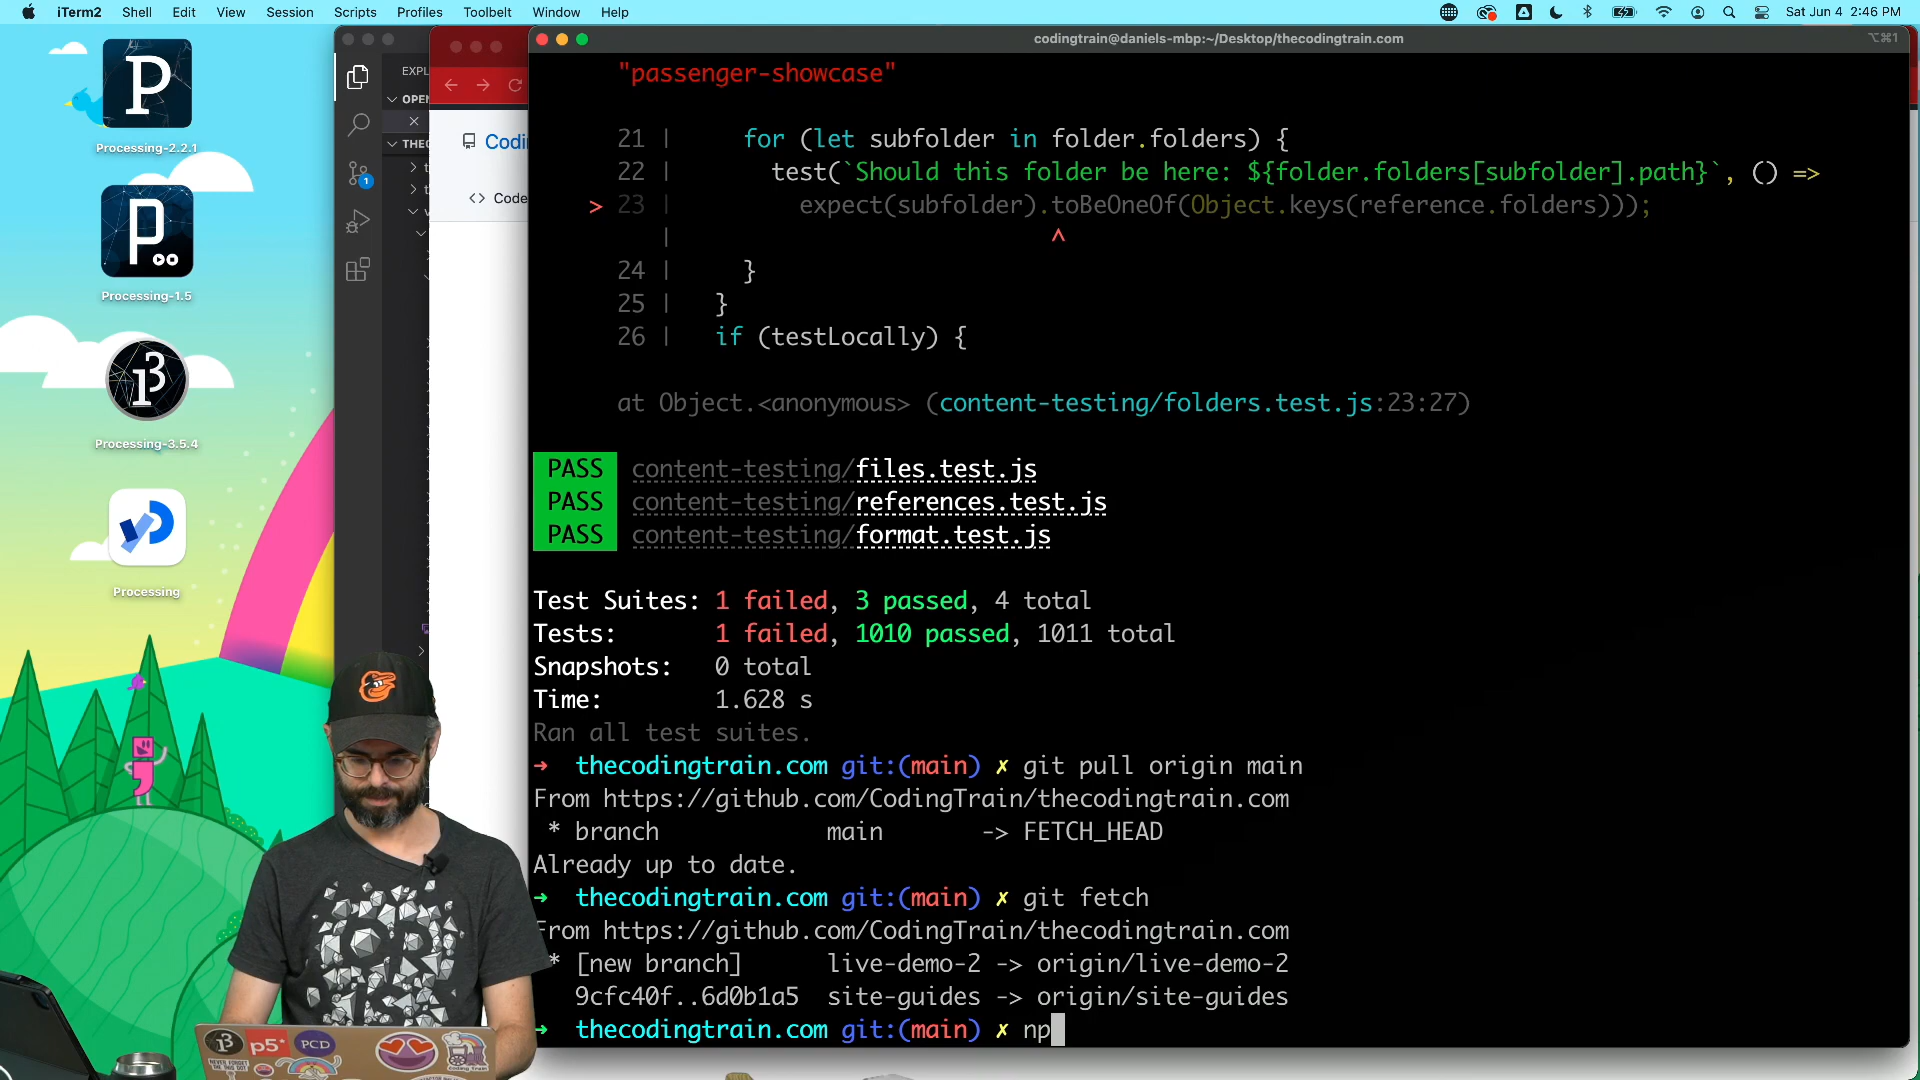 iTerm2 Shell Edit View Session Scripts Profiles Toolbelt Window Help Sat Jun 4 2:46 PM
codingtrain@daniels-mbp:~/Desktop/thecodingtrain.com ⌥⌘1
P
Processing-2.2.1
P
Processing-1.5
Processing-3.5.4
Processing
EXPL
OPEN
THEC
1
Codi
<> Code
"passenger-showcase"
21 | for (let subfolder in folder.folders) {
22 | test(`Should this folder be here: ${folder.folders[subfolder].path}`, () =>
> 23 | expect(subfolder).toBeOneOf(Object.keys(reference.folders)));
| ^
24 | }
25 | }
26 | if (testLocally) {
at Object.<anonymous> (content-testing/folders.test.js:23:27)
PASS content-testing/files.test.js
PASS content-testing/references.test.js
PASS content-testing/format.test.js
Test Suites: 1 failed, 3 passed, 4 total
Tests: 1 failed, 1010 passed, 1011 total
Snapshots: 0 total
Time: 1.628 s
Ran all test suites.
➜ thecodingtrain.com git:(main) ✗ git pull origin main
From https://github.com/CodingTrain/thecodingtrain.com
* branch main -> FETCH_HEAD
Already up to date.
➜ thecodingtrain.com git:(main) ✗ git fetch
From https://github.com/CodingTrain/thecodingtrain.com
* [new branch] live-demo-2 -> origin/live-demo-2
9cfc40f..6d0b1a5 site-guides -> origin/site-guides
➜ thecodingtrain.com git:(main) ✗ np
p5*
PCD